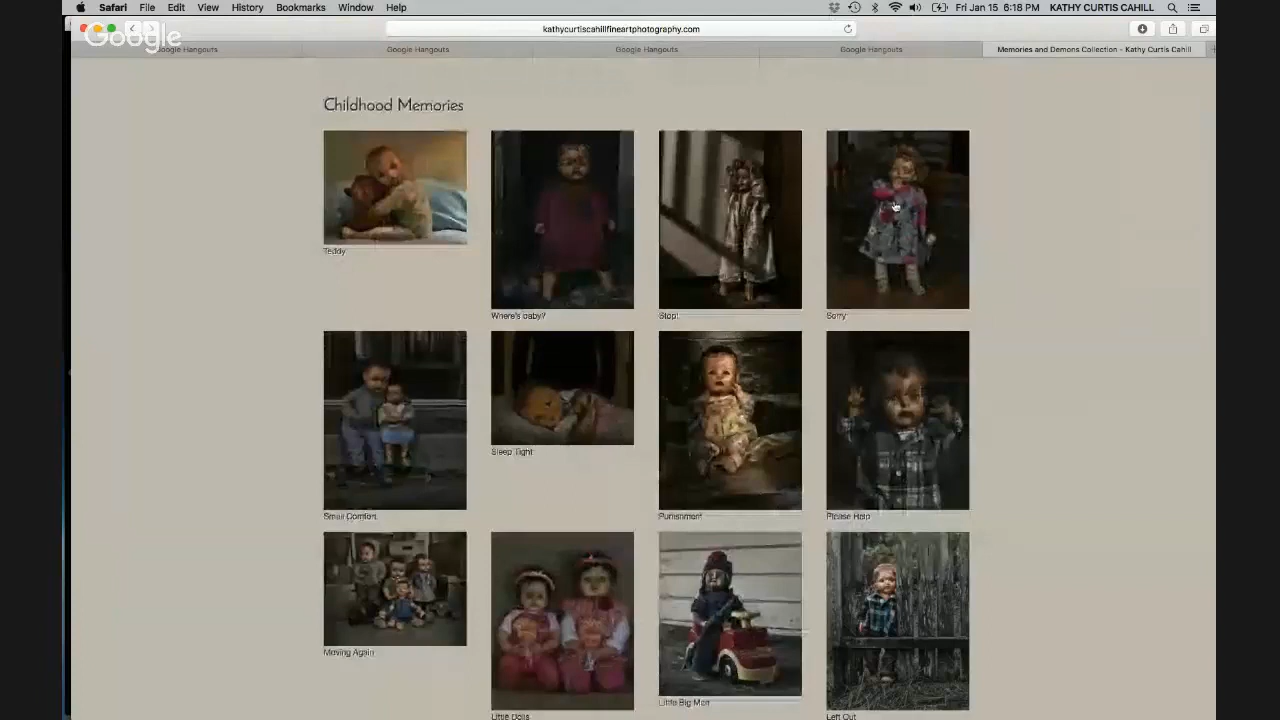 Safari File Edit View History Bookmarks Window Help Fri Jan 15 6:18 PM KATHY CURTIS CAHILL
Google
kathycurtiscahillfineartphotography.com
Google Hangouts Google Hangouts Google Hangouts Google Hangouts Memories and Demons Collection - Kathy Curtis Cahill
Childhood Memories
Teddy
Where's baby? Stop! Sorry
Sleep Tight
Small Comfort Punishment Please Help
Moving Again
Little Big Man
Little Dolls Left Out